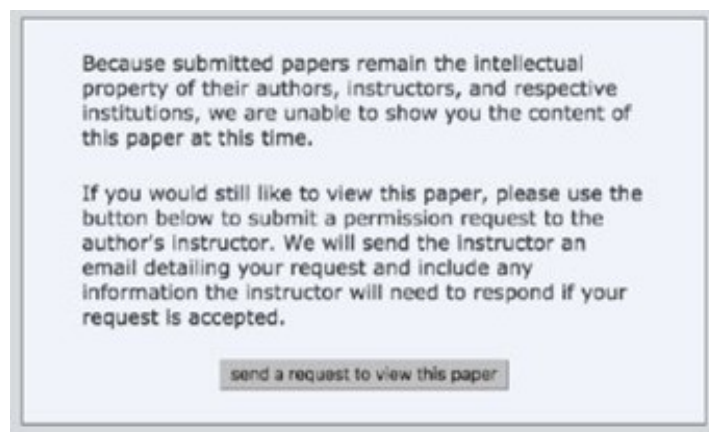 Because submitted papers remain the intellectual
property of their authors, instructors, and respective
institutions, we are unable to show you the content of
this paper at this time.
If you would still like to view this paper, please use the
button below to submit a permission request to the
author's instructor. We will send the instructor an
email detailing your request and include any
information the instructor will need to respond if your
request is accepted.
send a request to view this paper